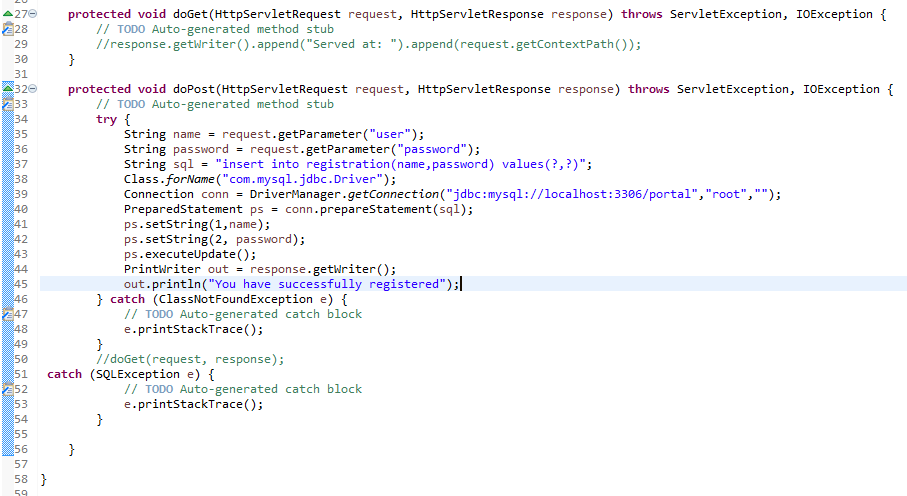 27 protected void doGet(HttpServletRequest request, HttpServletResponse response) throws ServletException, IOException {
28 // TODO Auto-generated method stub
29 //response.getWriter().append("Served at: ").append(request.getContextPath());
30 }
31
32 protected void doPost(HttpServletRequest request, HttpServletResponse response) throws ServletException, IOException {
33 // TODO Auto-generated method stub
34 try {
35 String name = request.getParameter("user");
36 String password = request.getParameter("password");
37 String sql = "insert into registration(name,password) values(?,?)";
38 Class.forName("com.mysql.jdbc.Driver");
39 Connection conn = DriverManager.getConnection("jdbc:mysql://localhost:3306/portal","root","");
40 PreparedStatement ps = conn.prepareStatement(sql);
41 ps.setString(1,name);
42 ps.setString(2, password);
43 ps.executeUpdate();
44 PrintWriter out = response.getWriter();
45 out.println("You have successfully registered");
46 } catch (ClassNotFoundException e) {
47 // TODO Auto-generated catch block
48 e.printStackTrace();
49 }
50 //doGet(request, response);
51 catch (SQLException e) {
52 // TODO Auto-generated catch block
53 e.printStackTrace();
54 }
55
56 }
57
58 }
59